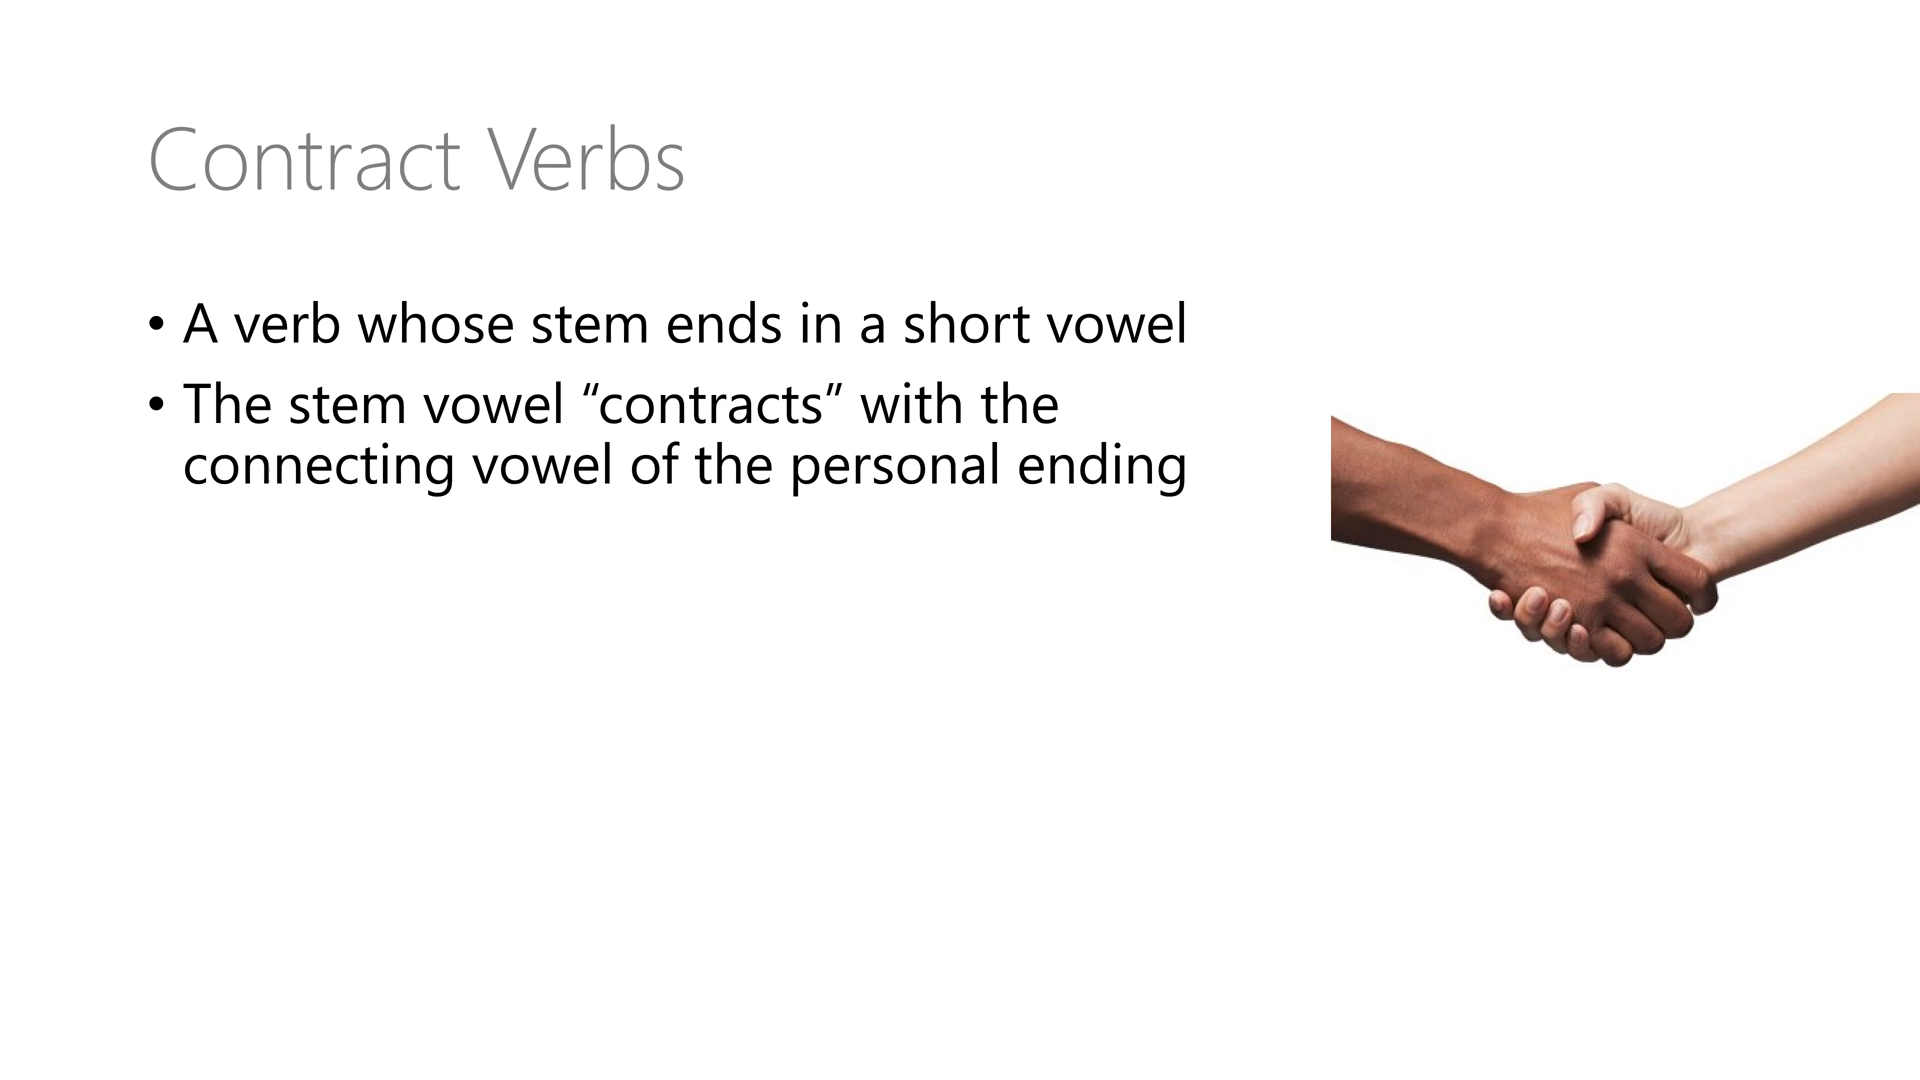 Contract Verbs
• A verb whose stem ends in a short vowel
• The stem vowel “contracts” with the
connecting vowel of the personal ending